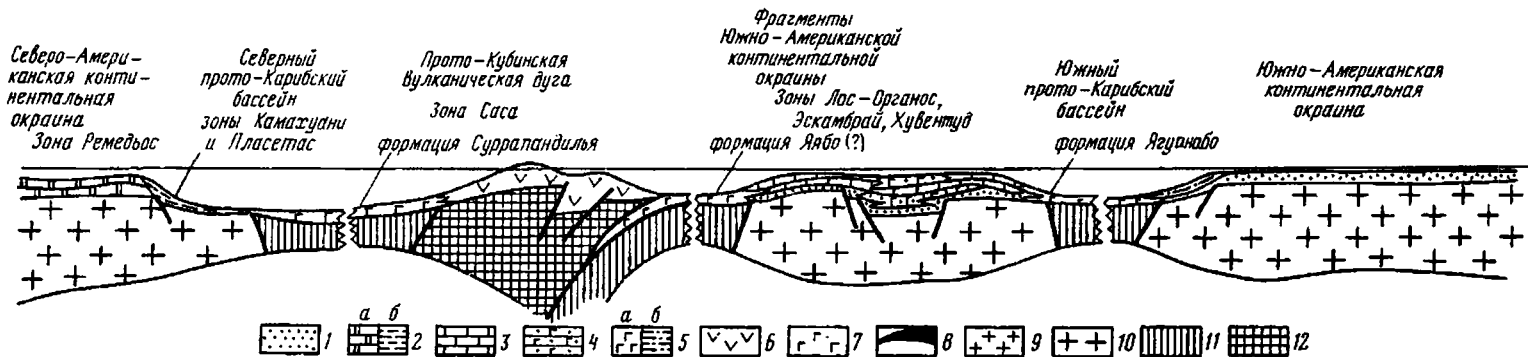 Северо-Амери-
канская конти-
нентальная
окраина
Зона Ремедьос
Северный
прото-Карибский
бассейн
зоны Камахуани
и Пласетас
Прото-Кубинская
вулканическая дуга
Зона Саса
формация Суррапандилья
Фрагменты
Южно-Американской
континентальной
окраины
Зоны Лос-Органос,
Эскамбрай, Хувентуд
формация Яябо (?)
Южный
прото-Карибский
бассейн
формация Ягуанабо
Южно-Американская
континентальная
окраина
1
а б 2
3
4
а б 5
6
7
8
9
10
11
12